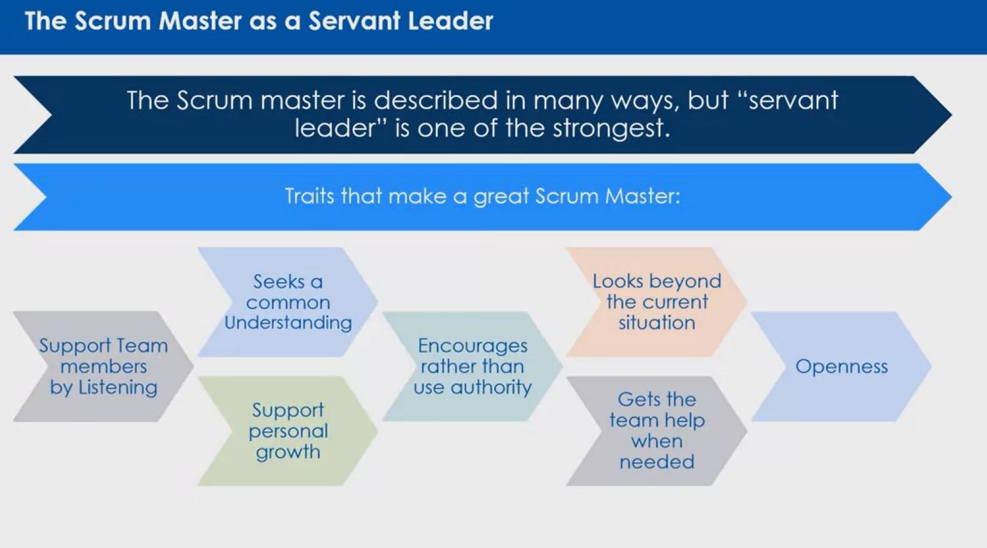 The Scrum Master as a Servant Leader
The Scrum master is described in many ways, but “servant
leader” is one of the strongest.
Traits that make a great Scrum Master:
Support Team
members
by Listening
Seeks a
common
Understanding
Support
personal
growth
Encourages
rather than
use authority
Looks beyond
the current
situation
Gets the
team help
when
needed
Openness